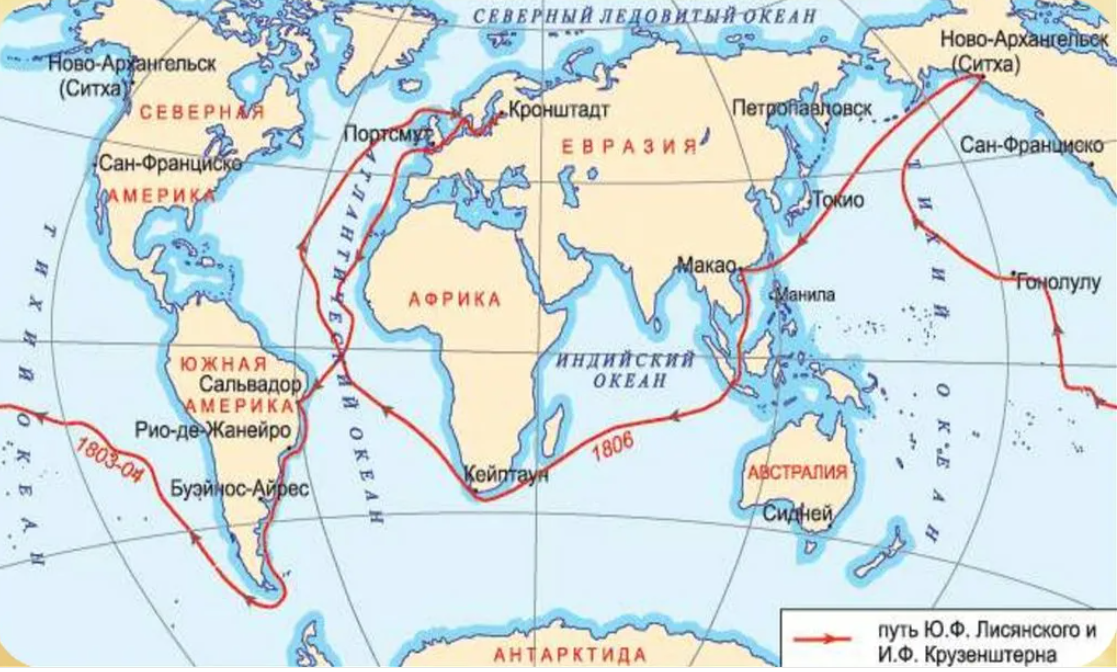 СЕВЕРНЫЙ ЛЕДОВИТЫЙ ОКЕАН
Ново-Архангельск
(Ситха)
Ново-Архангельск
(Ситха)
СЕВЕРНАЯ
АМЕРИКА
Кронштадт
Портсмут
Петропавловск
ЕВРАЗИЯ
Сан-Франциско
Сан-Франциско
Токио
АТЛАНТИЧЕСКИЙ ОКЕАН
ТИХИЙ ОКЕАН
ТИХИЙ ОКЕАН
Макао
Манила
Гонолулу
АФРИКА
ИНДИЙСКИЙ
ОКЕАН
ЮЖНАЯ
АМЕРИКА
Сальвадор
Рио-де-Жанейро
1803-04
1806
Буэйнос-Айрес
Кейптаун
АВСТРАЛИЯ
Сидней
АНТАРКТИДА
путь Ю.Ф. Лисянского и
И.Ф. Крузенштерна